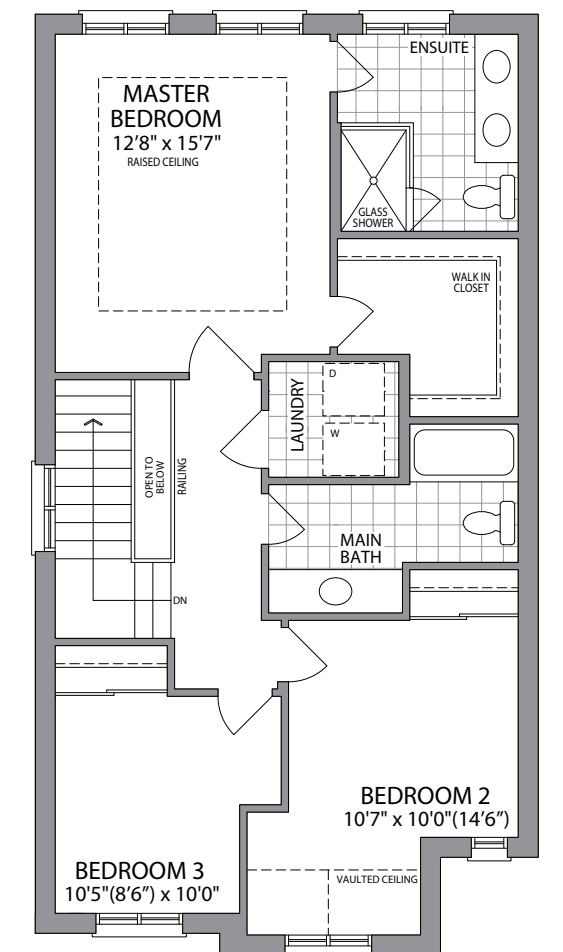 ENSUITE
MASTER
BEDROOM
12'8" x 15'7"
RAISED CEILING
GLASS
SHOWER
WALK IN
CLOSET
D
LAUNDRY
W
OPEN TO
BELOW
RAILING
MAIN
BATH
DN
BEDROOM 2
10'7" x 10'0"(14'6")
BEDROOM 3
10'5"(8'6") x 10'0"
VAULTED CEILING